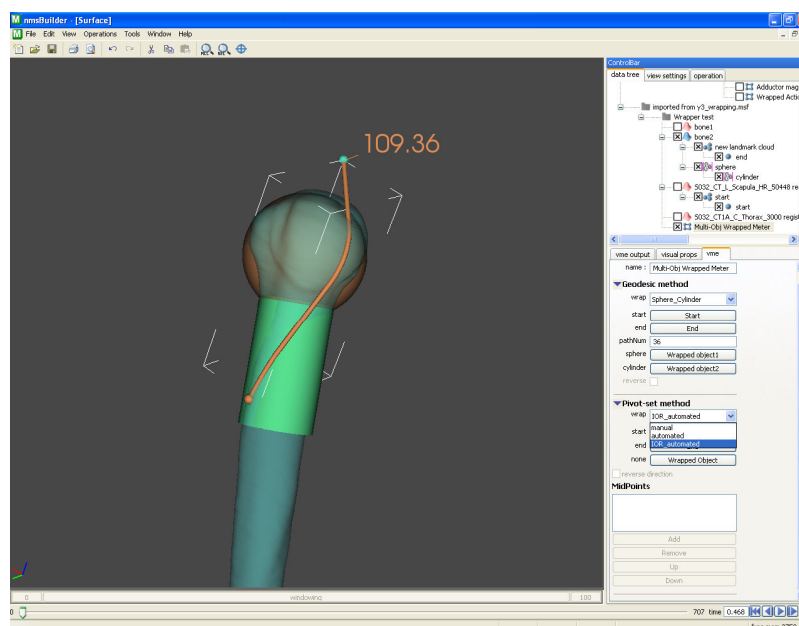 nmsBuilder - [Surface]
File Edit View Operations Tools Window Help
ControlBar
data tree view settings operation
Adductor mag
Wrapped Actio
imported from y3_wrapping.msf
Wrapper test
bone1
bone2
new landmark cloud
end
sphere
cylinder
5032_CT_L_Scapula_HR_50448 re
start
start
5032_CT1A_C_Thorax_3000 regist
Multi-Obj Wrapped Meter
109.36
vme output visual props vme
name : Multi-Obj Wrapped Meter
Geodesic method
wrap Sphere_Cylinder
start Start
end End
pathNum 36
sphere Wrapped object1
cylinder Wrapped object2
reverse
Pivot-set method
wrap IOR_automated
manual
start
automated
end IOR_automated
none Wrapped Object
reverse direction
MidPoints
Add
Remove
Up
Down
0 windowing 100
0 707 time 0.468